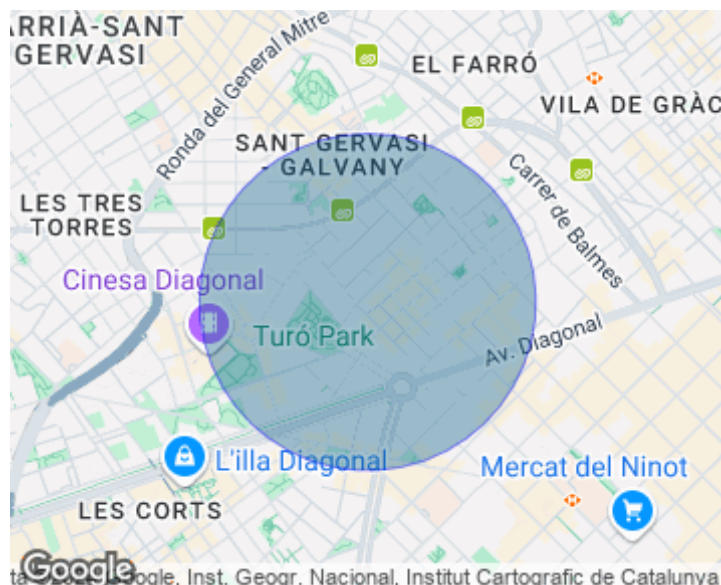 ARRIÀ-SANT
GERVASI
Ronda del General Mitre
EL FARRÓ
VILA DE GRÀC
SANT GERVASI
- GALVANY
Carrer de Balmes
LES TRES
TORRES
Cinesa Diagonal
Turó Park
Av. Diagonal
L'illa Diagonal
Mercat del Ninot
LES CORTS
Google
Google, Inst. Geogr. Nacional, Institut Cartogràfic de Catalunya